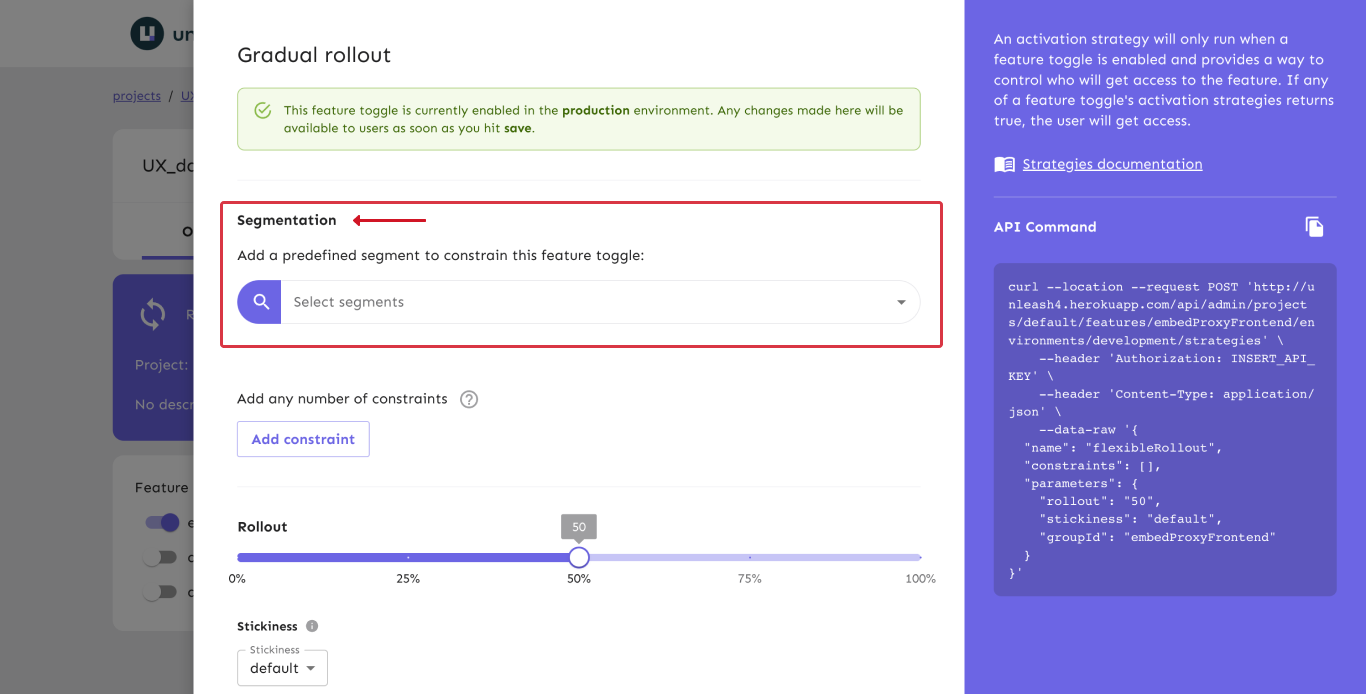 projects /
UX_do
Project:
No descr
Feature
Gradual rollout
This feature toggle is currently enabled in the production environment. Any changes made here will be
available to users as soon as you hit save.
Segmentation
Add a predefined segment to constrain this feature toggle:
Select segments
Add any number of constraints
Add constraint
Rollout
50
0% 25% 50% 75% 100%
Stickiness
Stickiness
default
An activation strategy will only run when a
feature toggle is enabled and provides a way to
control who will get access to the feature. If any
of a feature toggle's activation strategies returns
true, the user will get access.
Strategies documentation
API Command
curl --location --request POST 'http://u
nleash4.herokuapp.com/api/admin/project
s/default/features/embedProxyFrontend/en
vironments/development/strategies' \
--header 'Authorization: INSERT_API_
KEY' \
--header 'Content-Type: application/
json' \
--data-raw '{
"name": "flexibleRollout",
"constraints": [],
"parameters": {
"rollout": "50",
"stickiness": "default",
"groupId": "embedProxyFrontend"
}
}'